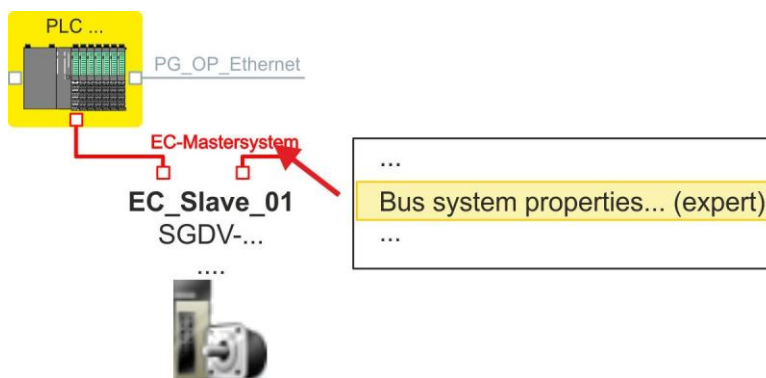 PLC ...
PG_OP_Ethernet
EC-Mastersystem
EC_Slave_01
SGDV-...
....
...
Bus system properties... (expert)
...